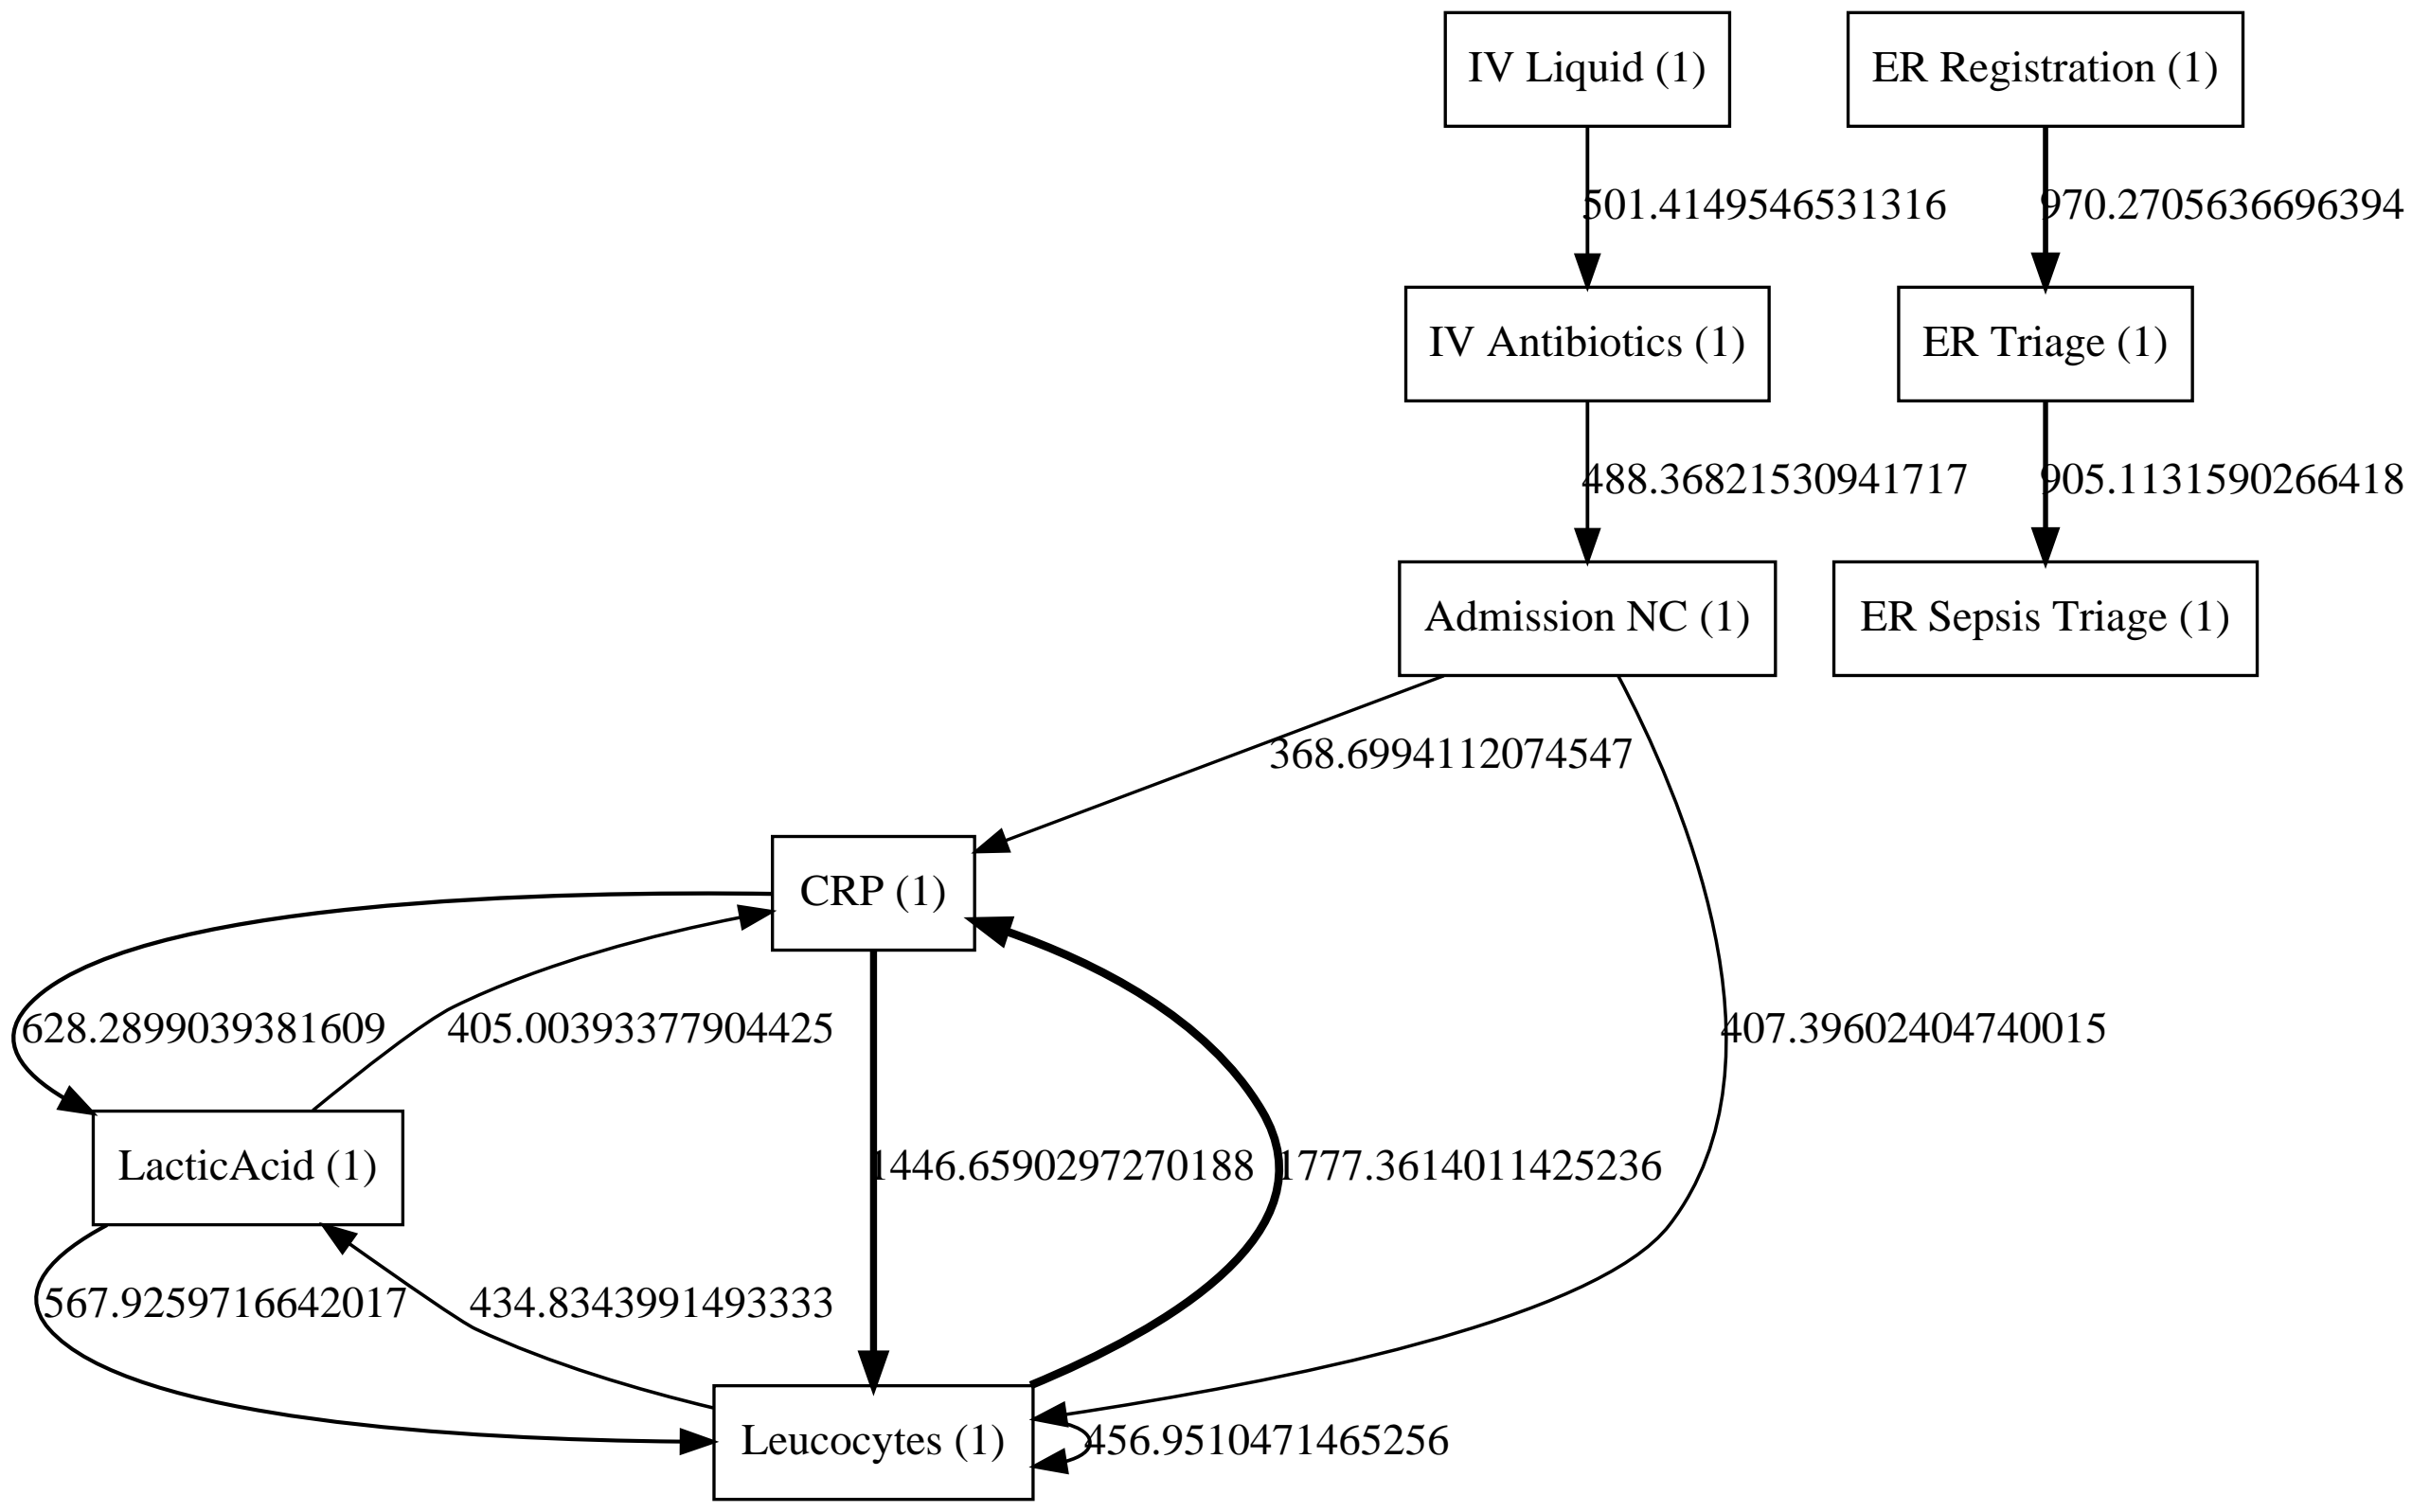 IV Liquid (1)
ER Registration (1)
501.4149546531316
970.2705636696394
IV Antibiotics (1)
ER Triage (1)
488.36821530941717
905.1131590266418
Admission NC (1)
ER Sepsis Triage (1)
368.6994112074547
CRP (1)
628.2899039381609
405.00393377904425
407.39602404740015
LacticAcid (1)
1446.6590297270188
1777.3614011425236
567.9259716642017
434.8343991493333
Leucocytes (1)
456.9510471465256